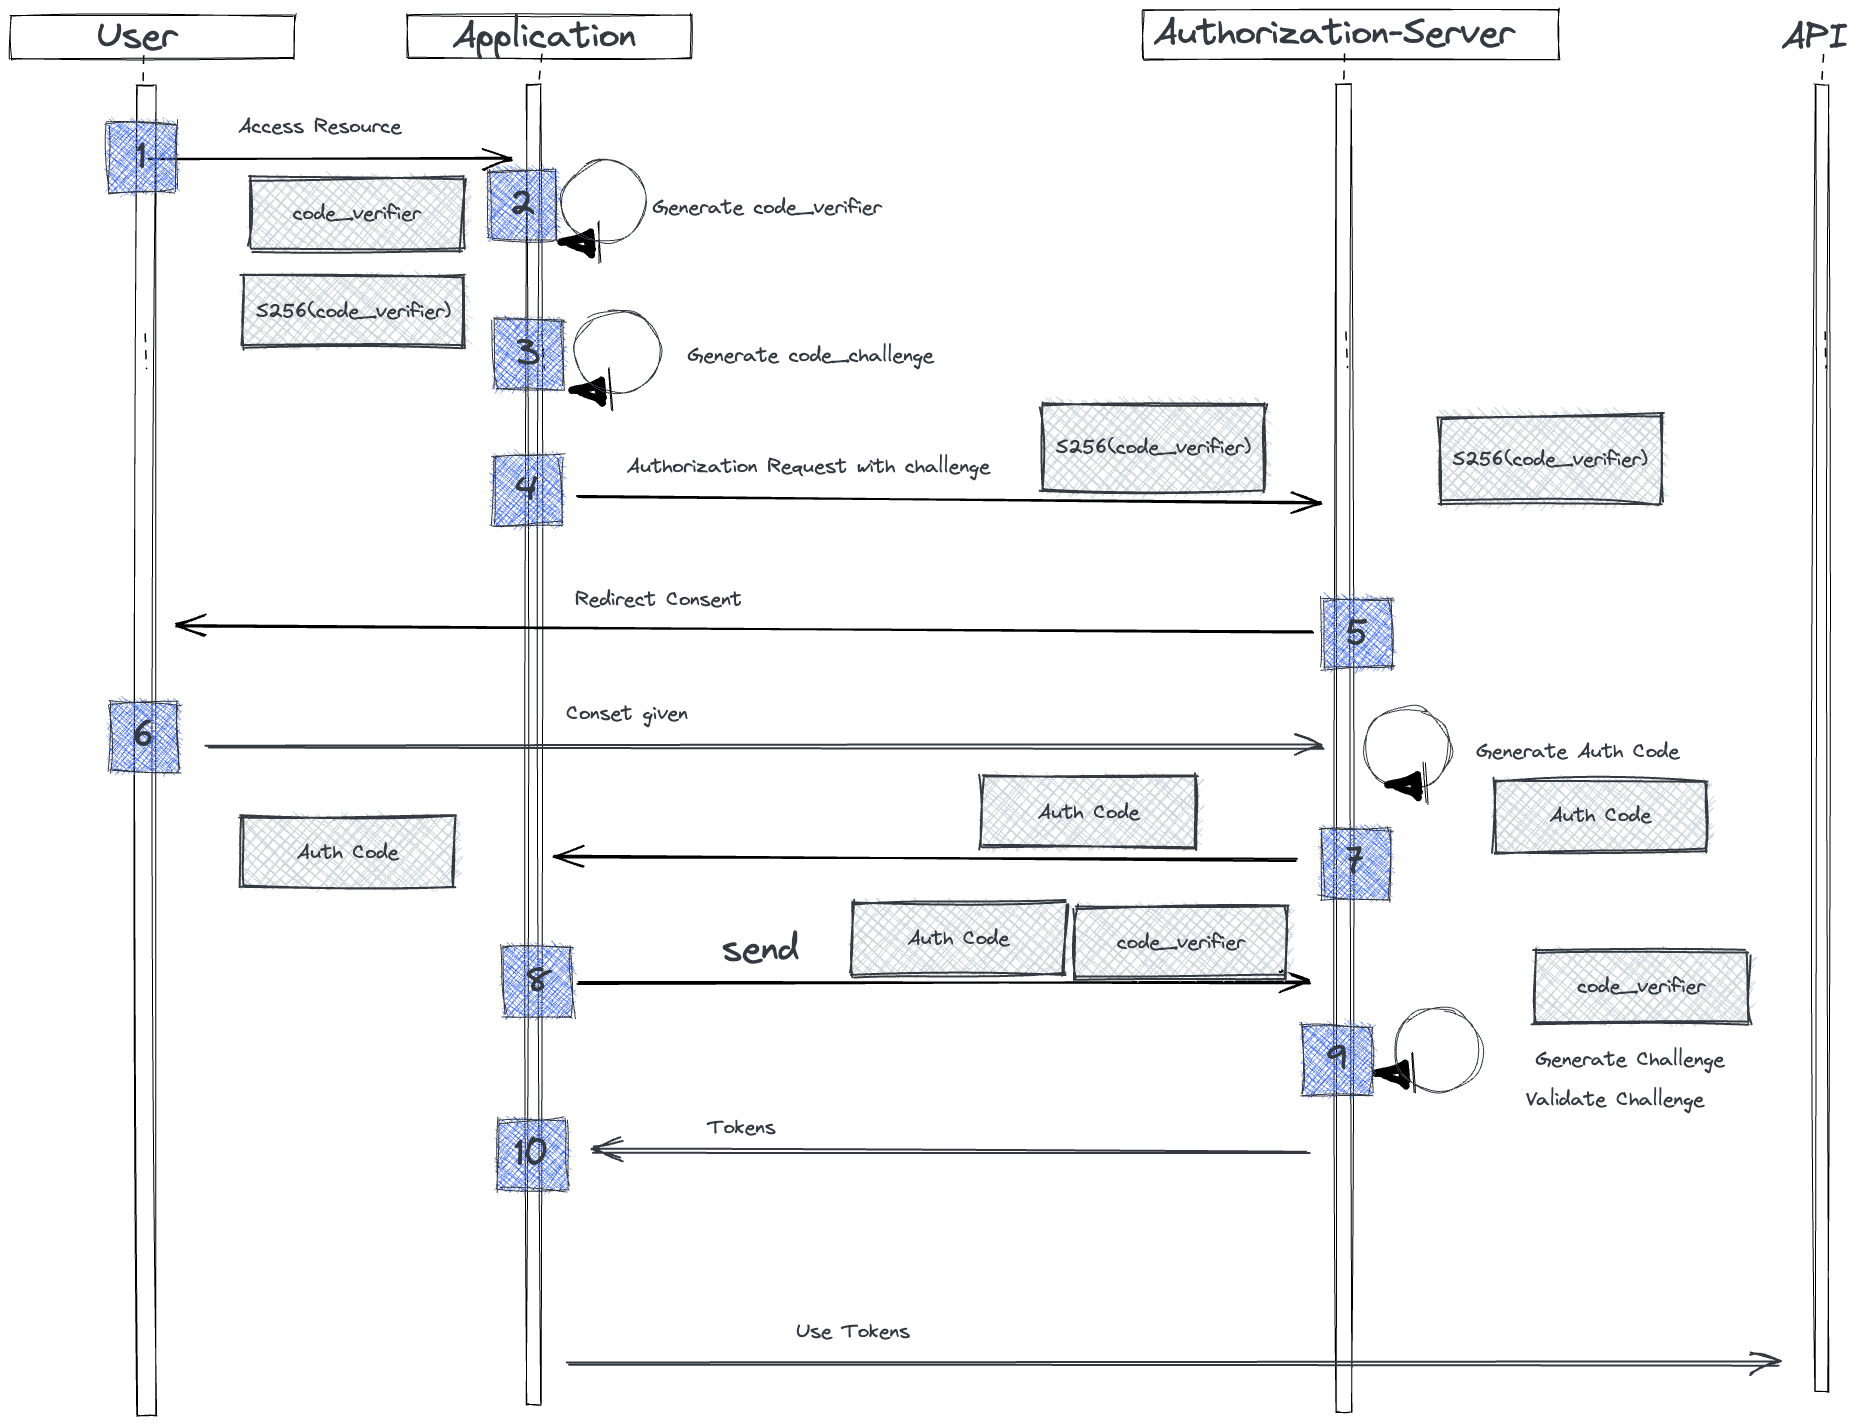 User
Application
Authorization-Server
API
Access Resource
1
code_verifier
2
Generate code_verifier
S256(code_verifier)
3
Generate code_challenge
4
Authorization Request with challenge
S256(code_verifier)
S256(code_verifier)
Redirect Consent
5
6
Conset given
Generate Auth Code
Auth Code
Auth Code
Auth Code
7
8
send
Auth Code
code_verifier
code_verifier
9
Generate Challenge
Validate Challenge
10
Tokens
Use Tokens